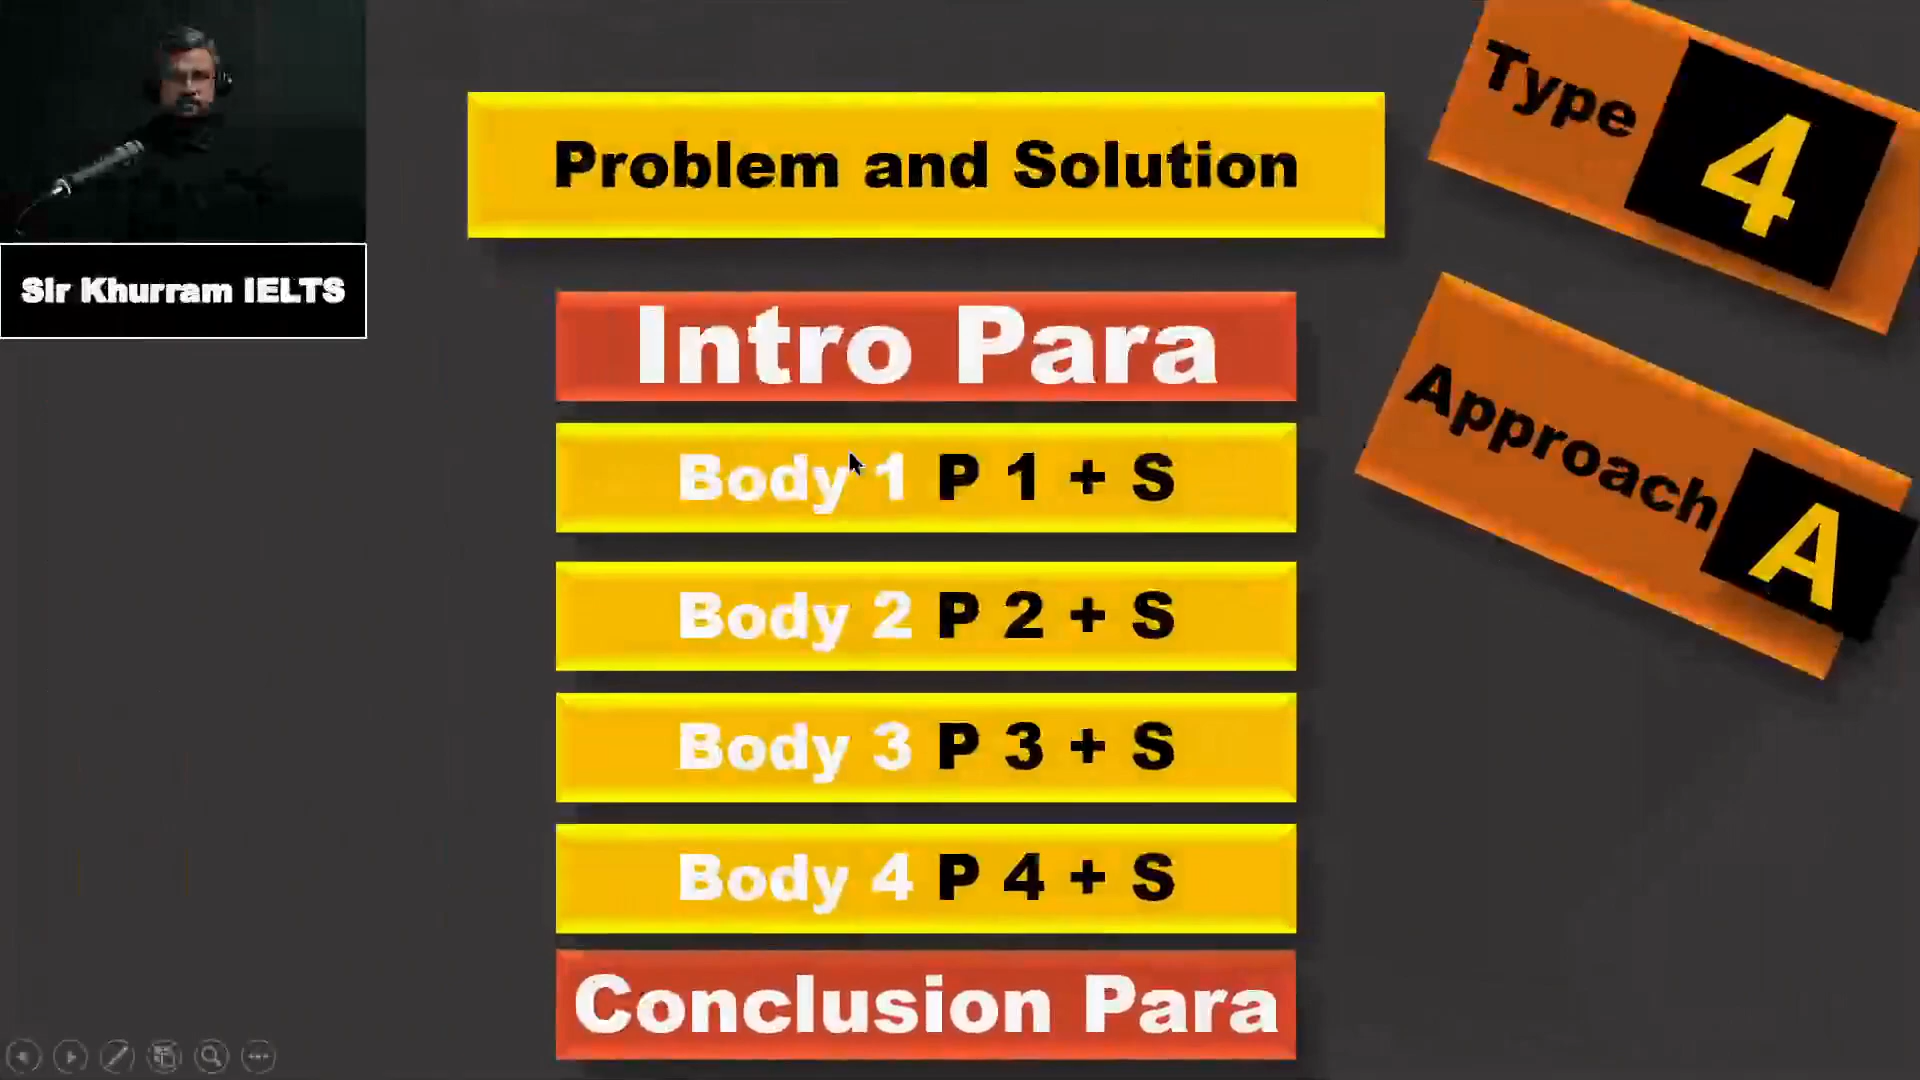 Type 4
Problem and Solution
Sir Khurram IELTS
Intro Para
Approach A
Body 1 P 1 + S
Body 2 P 2 + S
Body 3 P 3 + S
Body 4 P 4 + S
Conclusion Para